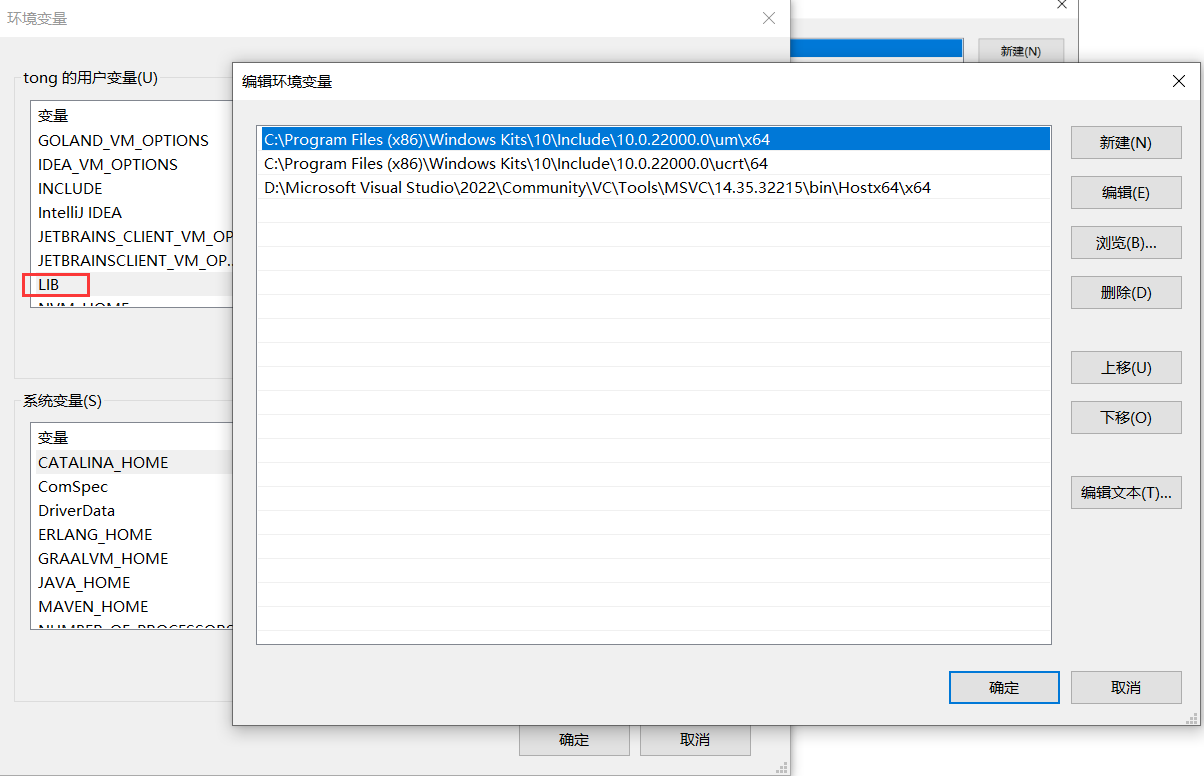 环境变量
新建(N)
tong 的用户变量(U)
变量
GOLAND_VM_OPTIONS
IDEA_VM_OPTIONS
INCLUDE
IntelliJ IDEA
JETBRAINS_CLIENT_VM_OP
JETBRAINSCLIENT_VM_OP...
LIB
NVM_HOME
系统变量(S)
变量
CATALINA_HOME
ComSpec
DriverData
ERLANG_HOME
GRAALVM_HOME
JAVA_HOME
MAVEN_HOME
NUMBER_OF_PROCESSORS
确定
取消
编辑环境变量
C:\Program Files (x86)\Windows Kits\10\Include\10.0.22000.0\um\x64
C:\Program Files (x86)\Windows Kits\10\Include\10.0.22000.0\ucrt\64
D:\Microsoft Visual Studio\2022\Community\VC\Tools\MSVC\14.35.32215\bin\Hostx64\x64
新建(N)
编辑(E)
浏览(B)...
删除(D)
上移(U)
下移(O)
编辑文本(T)...
确定
取消